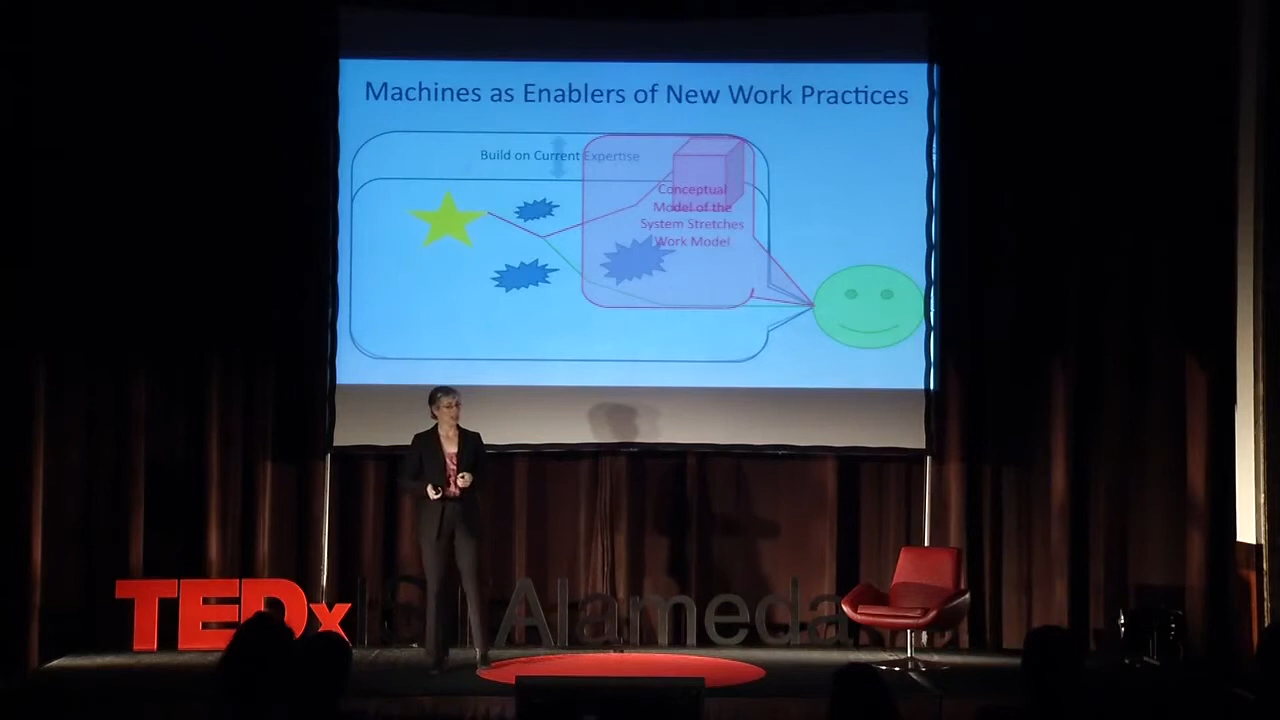 Machines as Enablers of New Work Practices
Build on Current Expertise
Conceptual
Model of the
System Stretches
Work Model
TEDx
Alameda